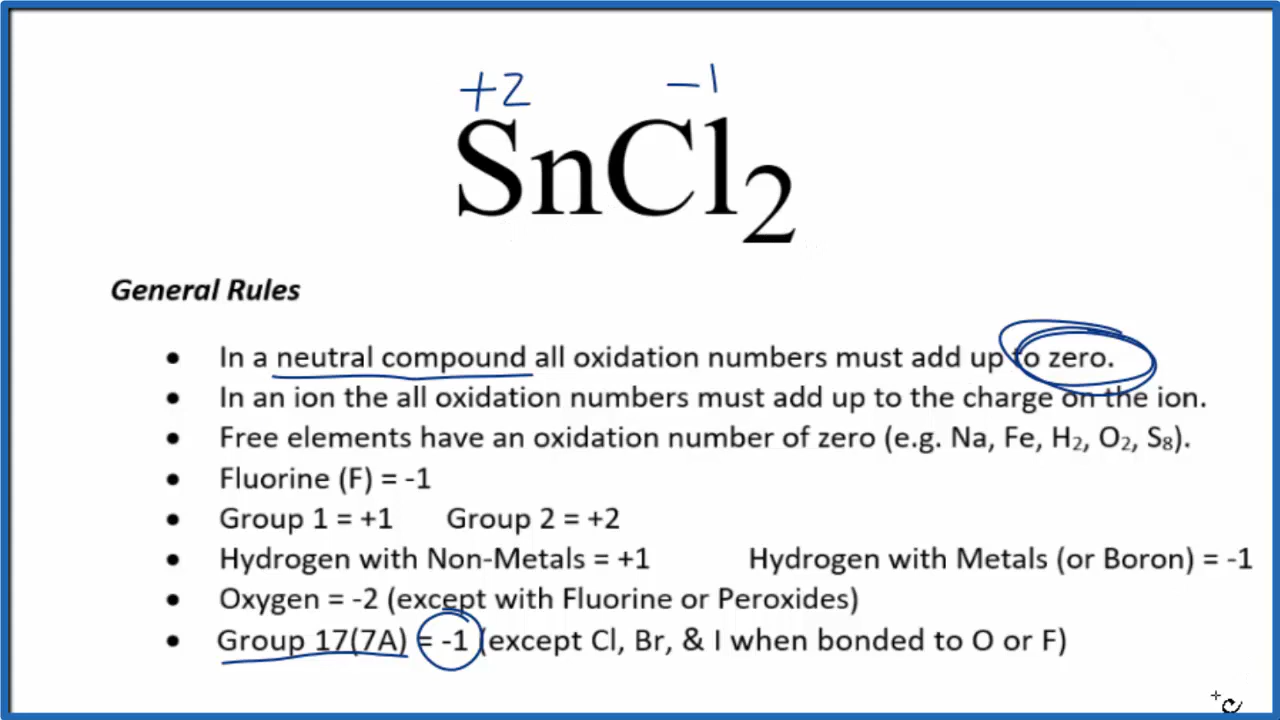 +2 -1
SnCl₂
General Rules
• In a neutral compound all oxidation numbers must add up to zero.
• In an ion the all oxidation numbers must add up to the charge on the ion.
• Free elements have an oxidation number of zero (e.g. Na, Fe, H₂, O₂, S₈).
• Fluorine (F) = -1
• Group 1 = +1 Group 2 = +2
• Hydrogen with Non-Metals = +1 Hydrogen with Metals (or Boron) = -1
• Oxygen = -2 (except with Fluorine or Peroxides)
• Group 17(7A) = -1 (except Cl, Br, & I when bonded to O or F)